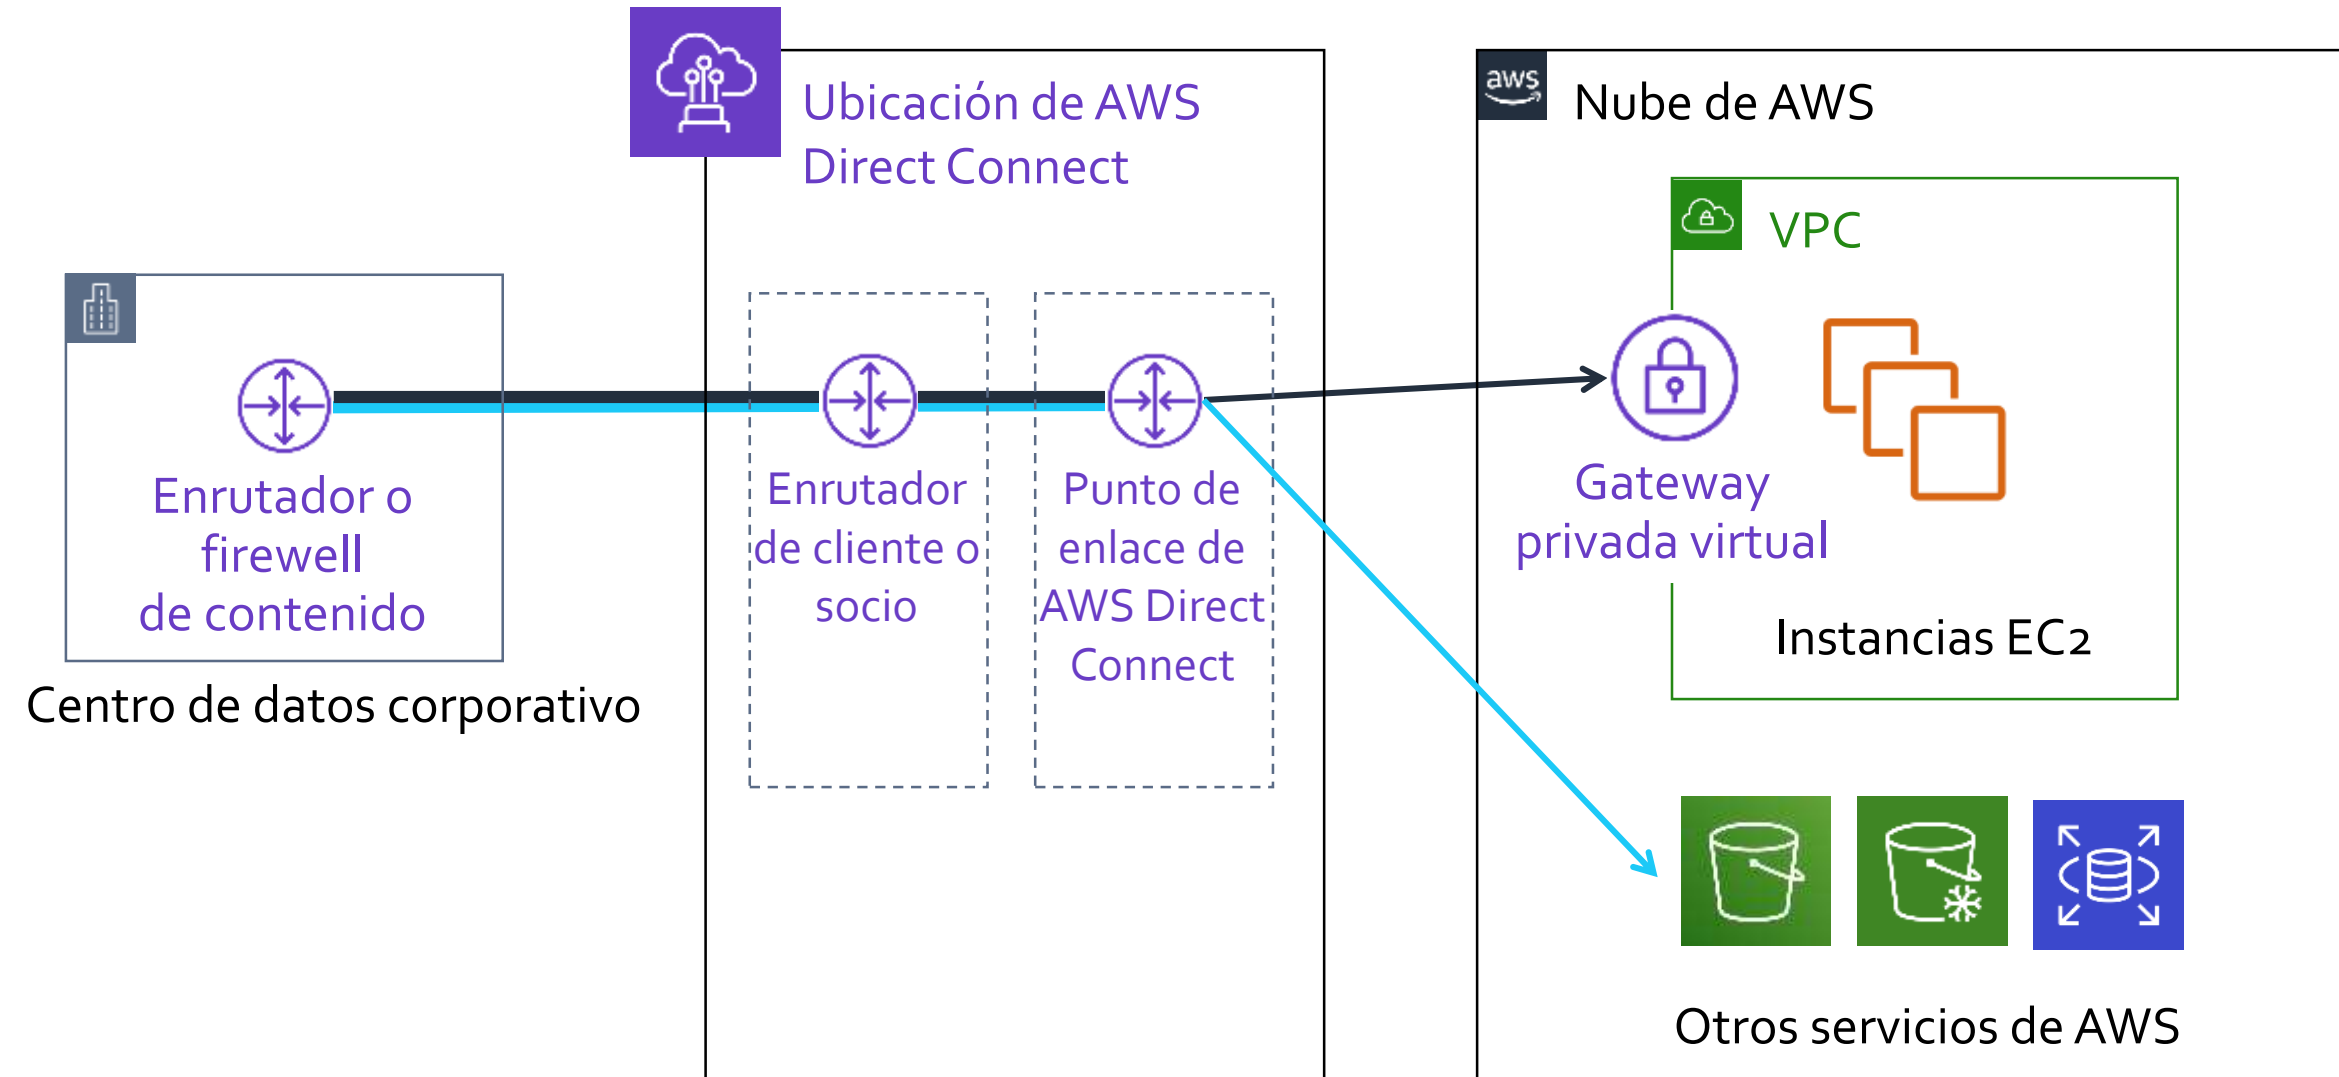 Ubicación de AWS
Direct Connect
aws
Nube de AWS
VPC
Enrutador o
firewell
de contenido
Centro de datos corporativo
Enrutador
de cliente o
socio
Punto de
enlace de
AWS Direct
Connect
Gateway
privada virtual
Instancias EC2
Otros servicios de AWS